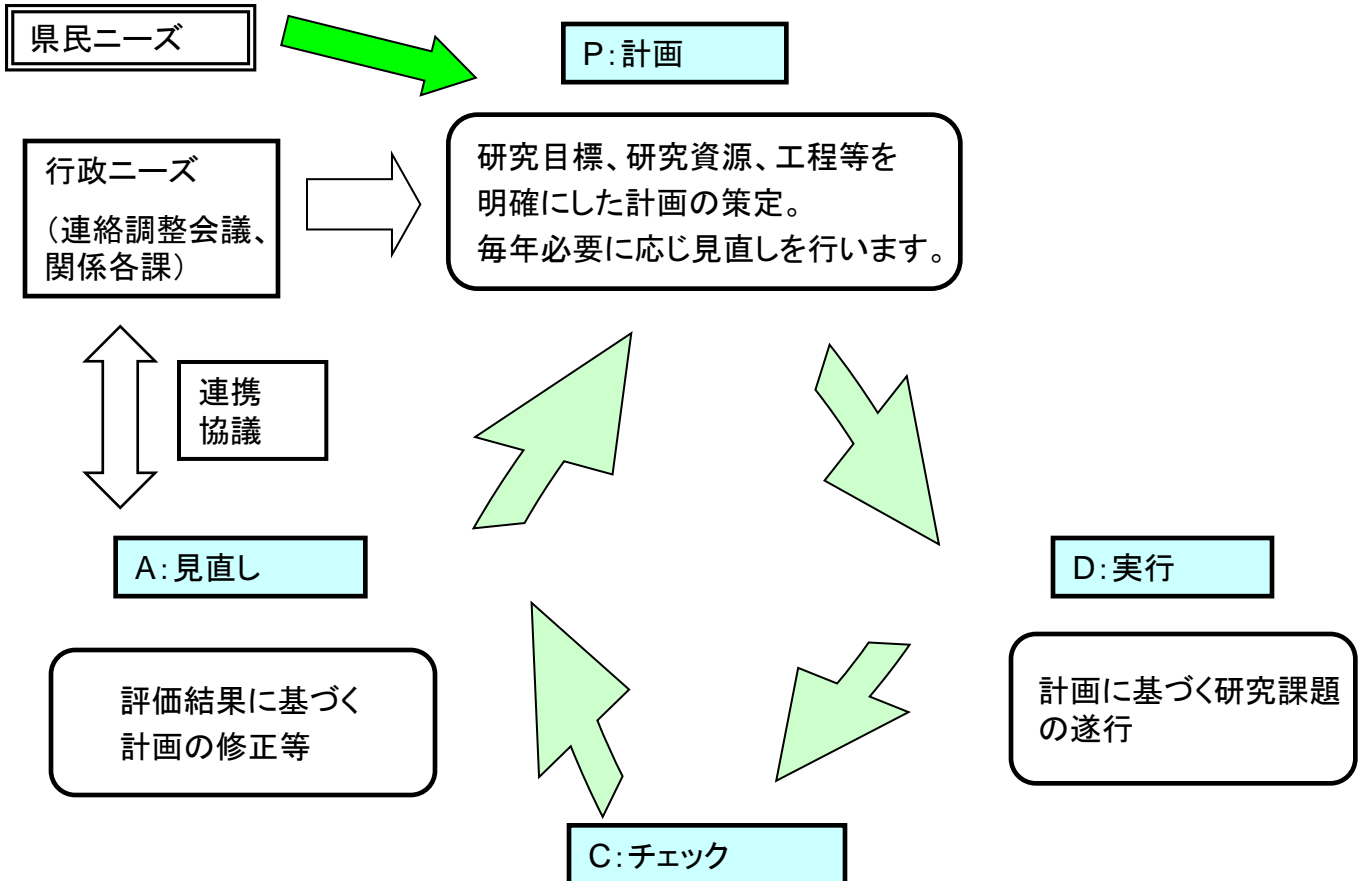 県民ニーズ
P:計画
行政ニーズ
（連絡調整会議、
関係各課）
研究目標、研究資源、工程等を
明確にした計画の策定。
毎年必要に応じ見直しを行います。
連携
協議
A:見直し
D:実行
評価結果に基づく
計画の修正等
計画に基づく研究課題
の遂行
C:チェック